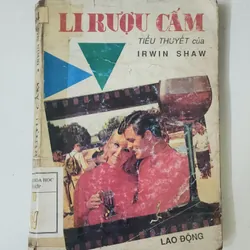 LI RƯỢU CẤM
TIỂU THUYẾT của
IRWIN SHAW
LAO ĐỘNG